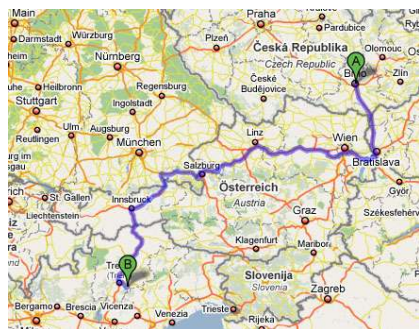 Main
Praha
Pardubice
Plzeň
Olomouc
Darmstadt
Würzburg
Česká Republika
Czech Republic
Zlín
Nürnberg
A
Brno
Heilbronn
Regensburg
České
Budějovice
Stuttgart
Ingolstadt
Reutlingen
Ulm
Augsburg
Linz
Wien
München
Bratislava
Salzburg
St. Gallen
Innsbruck
Österreich
Austria
Győr
Liechtenstein
Graz
Székesfehérv
Klagenfurt
Maribor
B
Slovenija
Slovenia
Bergamo
Brescia
Vicenza
Venezia
Trieste
Zagreb
Rijeka